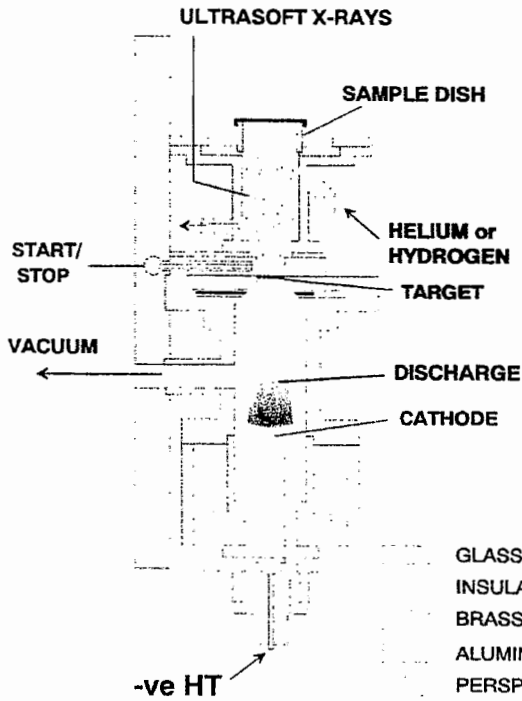 ULTRASOFT X-RAYS
SAMPLE DISH
HELIUM or
HYDROGEN
START/
STOP
TARGET
VACUUM
DISCHARGE
CATHODE
GLASS
INSULA
BRASS
ALUMIN
PERSP
-ve HT